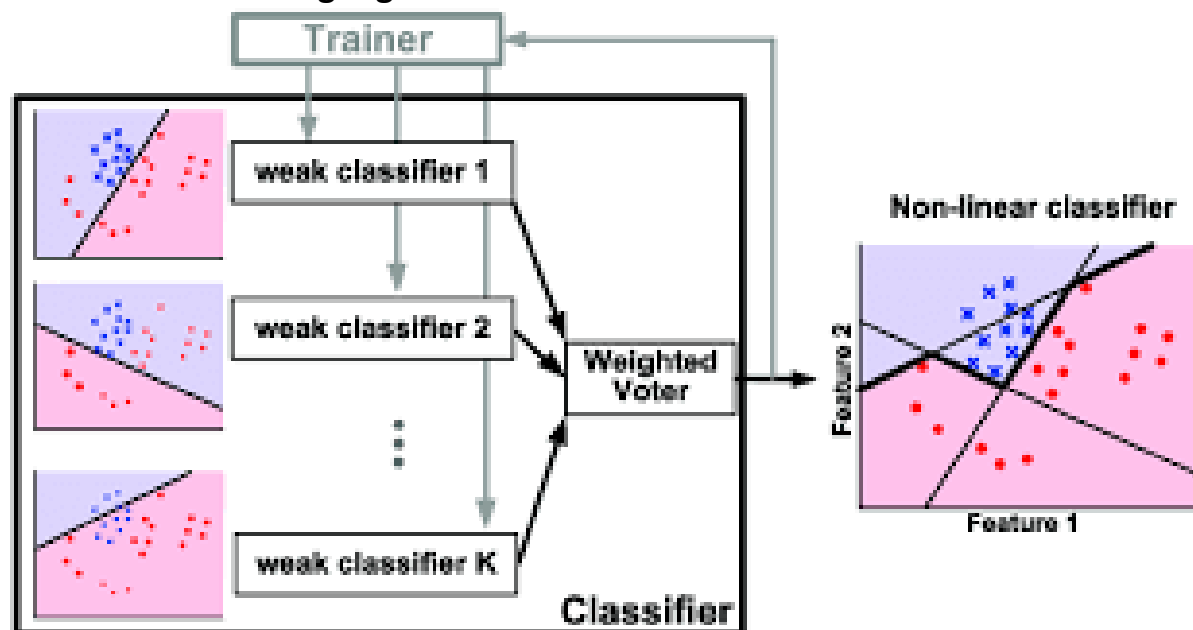 Trainer
weak classifier 1
weak classifier 2
Weighted
Voter
weak classifier K
Classifier
Non-linear classifier
Feature 2
Feature 1